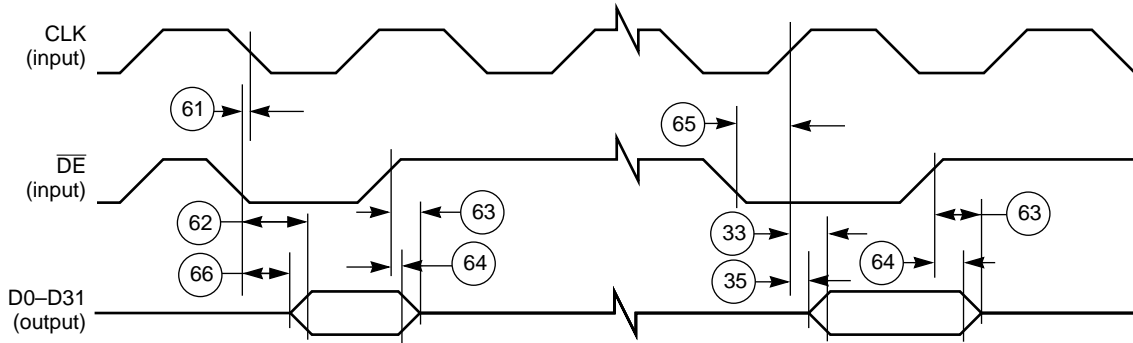 CLK
(input)
61
65
DE
(input)
62
63
33
63
66
64
35
64
D0–D31
(output)